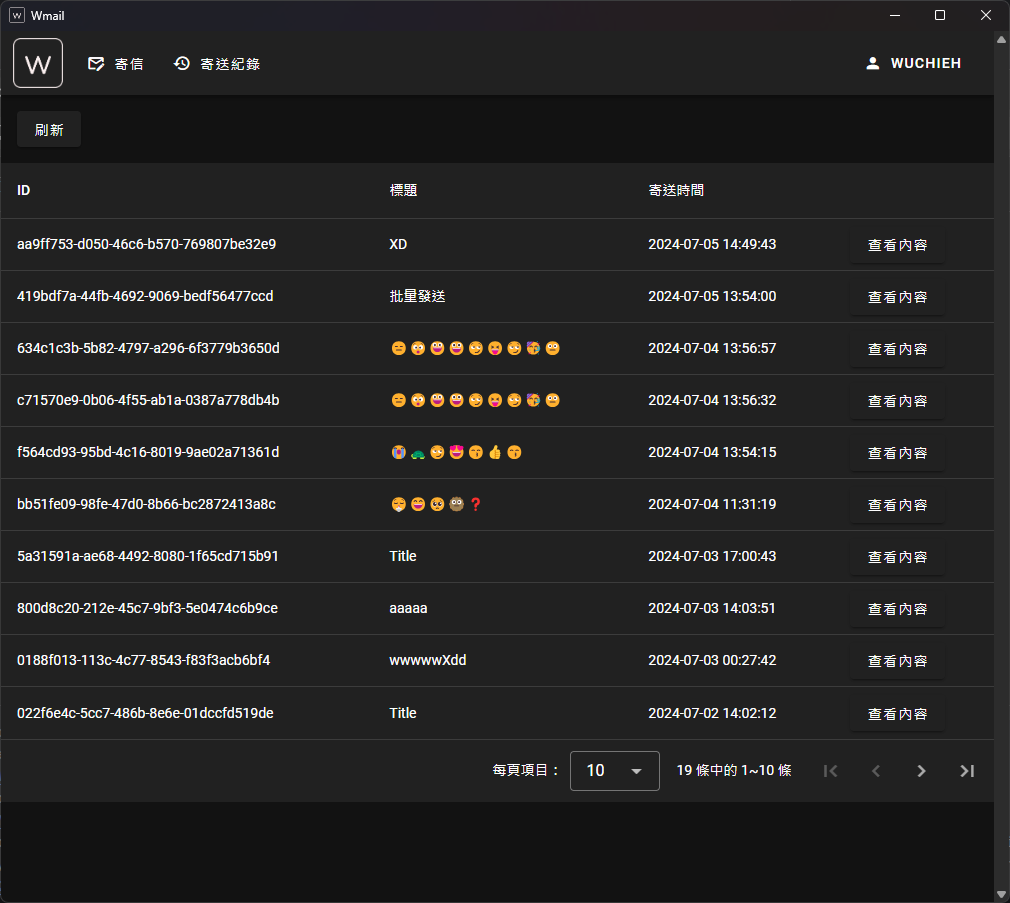 W Wmail
W 寄信 寄送紀錄 WUCHIEH
刷新
ID 標題 寄送時間
aa9ff753-d050-46c6-b570-769807be32e9 XD 2024-07-05 14:49:43 查看內容
419bdf7a-44fb-4692-9069-bedf56477ccd 批量發送 2024-07-05 13:54:00 查看內容
634c1c3b-5b82-4797-a296-6f3779b3650d 2024-07-04 13:56:57 查看內容
c71570e9-0b06-4f55-ab1a-0387a778db4b 2024-07-04 13:56:32 查看內容
f564cd93-95bd-4c16-8019-9ae02a71361d 2024-07-04 13:54:15 查看內容
bb51fe09-98fe-47d0-8b66-bc2872413a8c ❓ 2024-07-04 11:31:19 查看內容
5a31591a-ae68-4492-8080-1f65cd715b91 Title 2024-07-03 17:00:43 查看內容
800d8c20-212e-45c7-9bf3-5e0474c6b9ce aaaaa 2024-07-03 14:03:51 查看內容
0188f013-113c-4c77-8543-f83f3acb6bf4 wwwwwXdd 2024-07-03 00:27:42 查看內容
022f6e4c-5cc7-486b-8e6e-01dccfd519de Title 2024-07-02 14:02:12 查看內容
每頁項目： 10 19 條中的 1~10 條